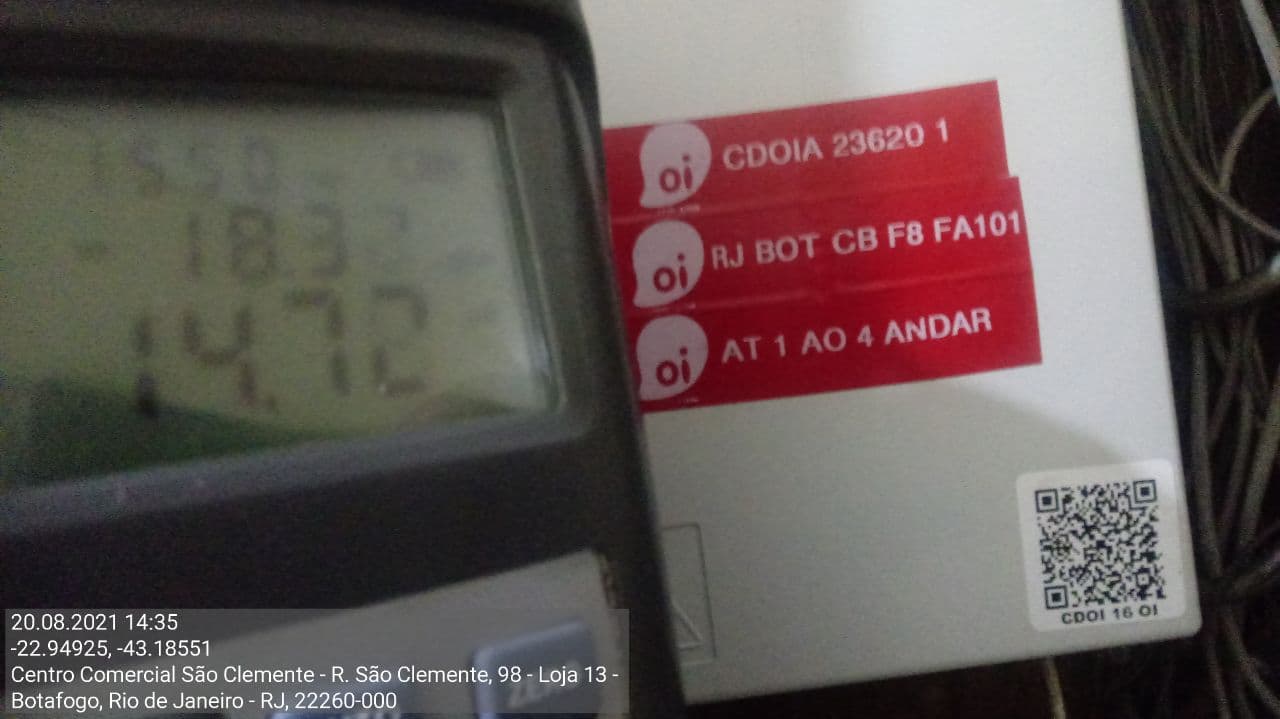 1550
-18.32
14.72
oi CDOIA 23620 1
oi RJ BOT CB F8 FA101
oi AT 1 AO 4 ANDAR
CDOI 16 OI
20.08.2021 14:35
-22.94925, -43.18551
Centro Comercial São Clemente - R. São Clemente, 98 - Loja 13 -
Botafogo, Rio de Janeiro - RJ, 22260-000